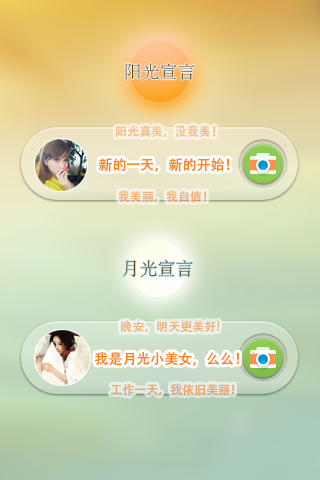 阳光宣言
阳光真美，没我美！
新的一天，新的开始！
我美丽，我自信！
月光宣言
晚安，明天更美好!
我是月光小美女，么么！
工作一天，我依旧美丽！